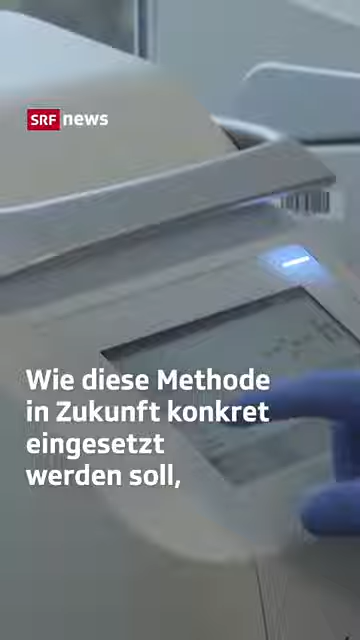 SRF news
Wie diese Methode
in Zukunft konkret
eingesetzt
werden soll,